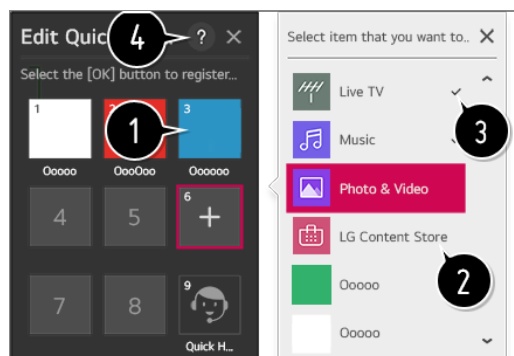 Edit Quic
4
?
Select the [OK] button to register...
1
2
3
1
Ooooo
OooOoo
Oooooo
4
5
6
7
8
9
Quick H...
Select item that you want to..
Live TV
3
Music
Photo & Video
LG Content Store
2
Ooooo
Ooooo